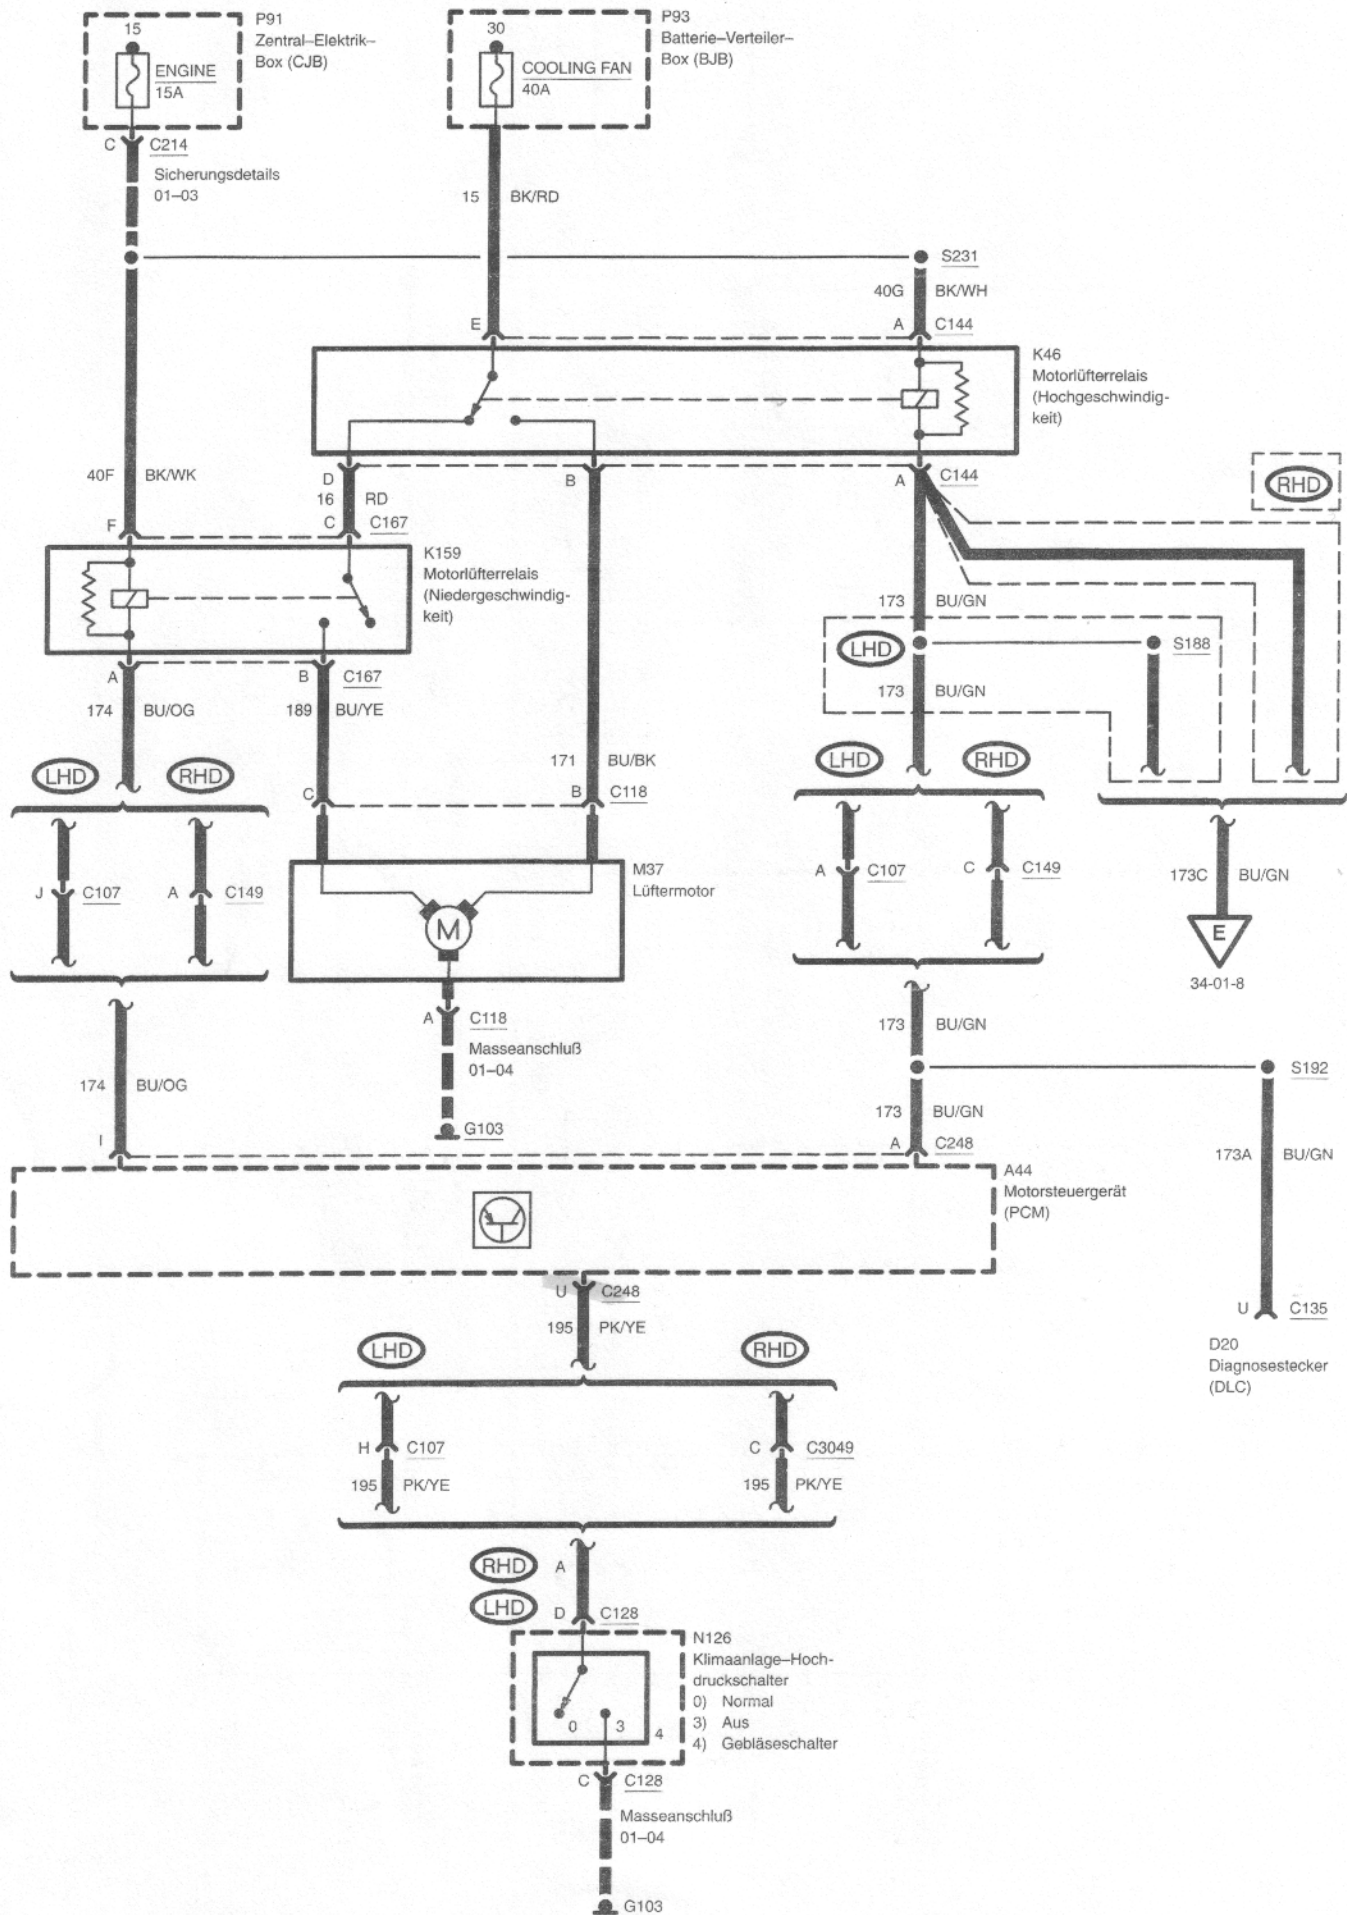 15
P91
Zentral–Elektrik–
Box (CJB)
ENGINE
15A
30
P93
Batterie–Verteiler–
Box (BJB)
COOLING FAN
40A
C C214
Sicherungsdetails
01–03
15 BK/RD
S231
40G BK/WH
E
A C144
K46
Motorlüfterrelais
(Hochgeschwindig-
keit)
40F BK/WK
D
16 RD
B
A C144
RHD
F
C C167
K159
Motorlüfterrelais
(Niedergeschwindig-
keit)
173 BU/GN
LHD
S188
173 BU/GN
A
B C167
174 BU/OG
189 BU/YE
171 BU/BK
LHD RHD
LHD RHD
C
B C118
J C107
A C149
M37
Lüftermotor
M
A C107
C C149
173C BU/GN
E
34-01-8
A C118
Masseanschluß
01–04
G103
173 BU/GN
S192
174 BU/OG
173 BU/GN
I
A C248
173A BU/GN
A44
Motorsteuergerät
(PCM)
U C248
195 PK/YE
U C135
D20
Diagnosestecker
(DLC)
LHD RHD
H C107
195 PK/YE
C C3049
195 PK/YE
RHD A
LHD D C128
N126
Klimaanlage–Hoch-
druckschalter
0) Normal
3) Aus
4) Gebläseschalter
0 3 4
C C128
Masseanschluß
01–04
G103